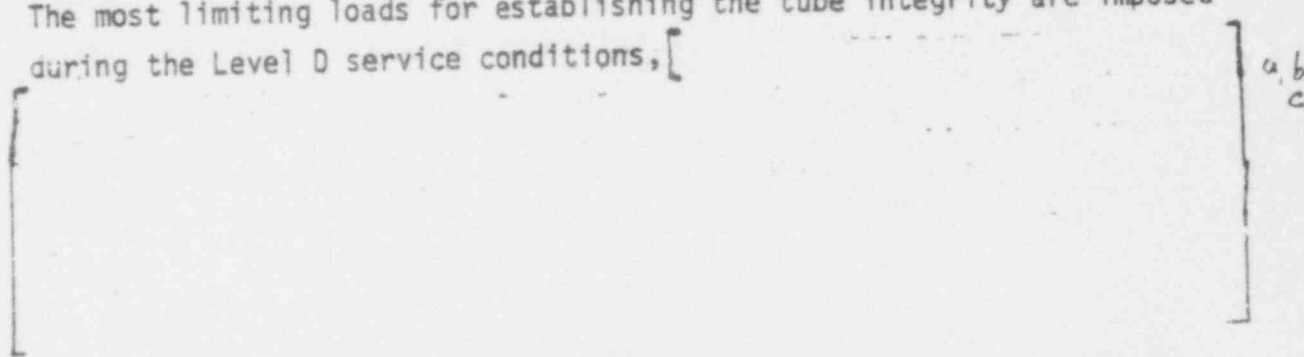 The most limiting loads for establishing the tube integrity are imposed
during the Level D service conditions, [
] a, b
c
[ ]